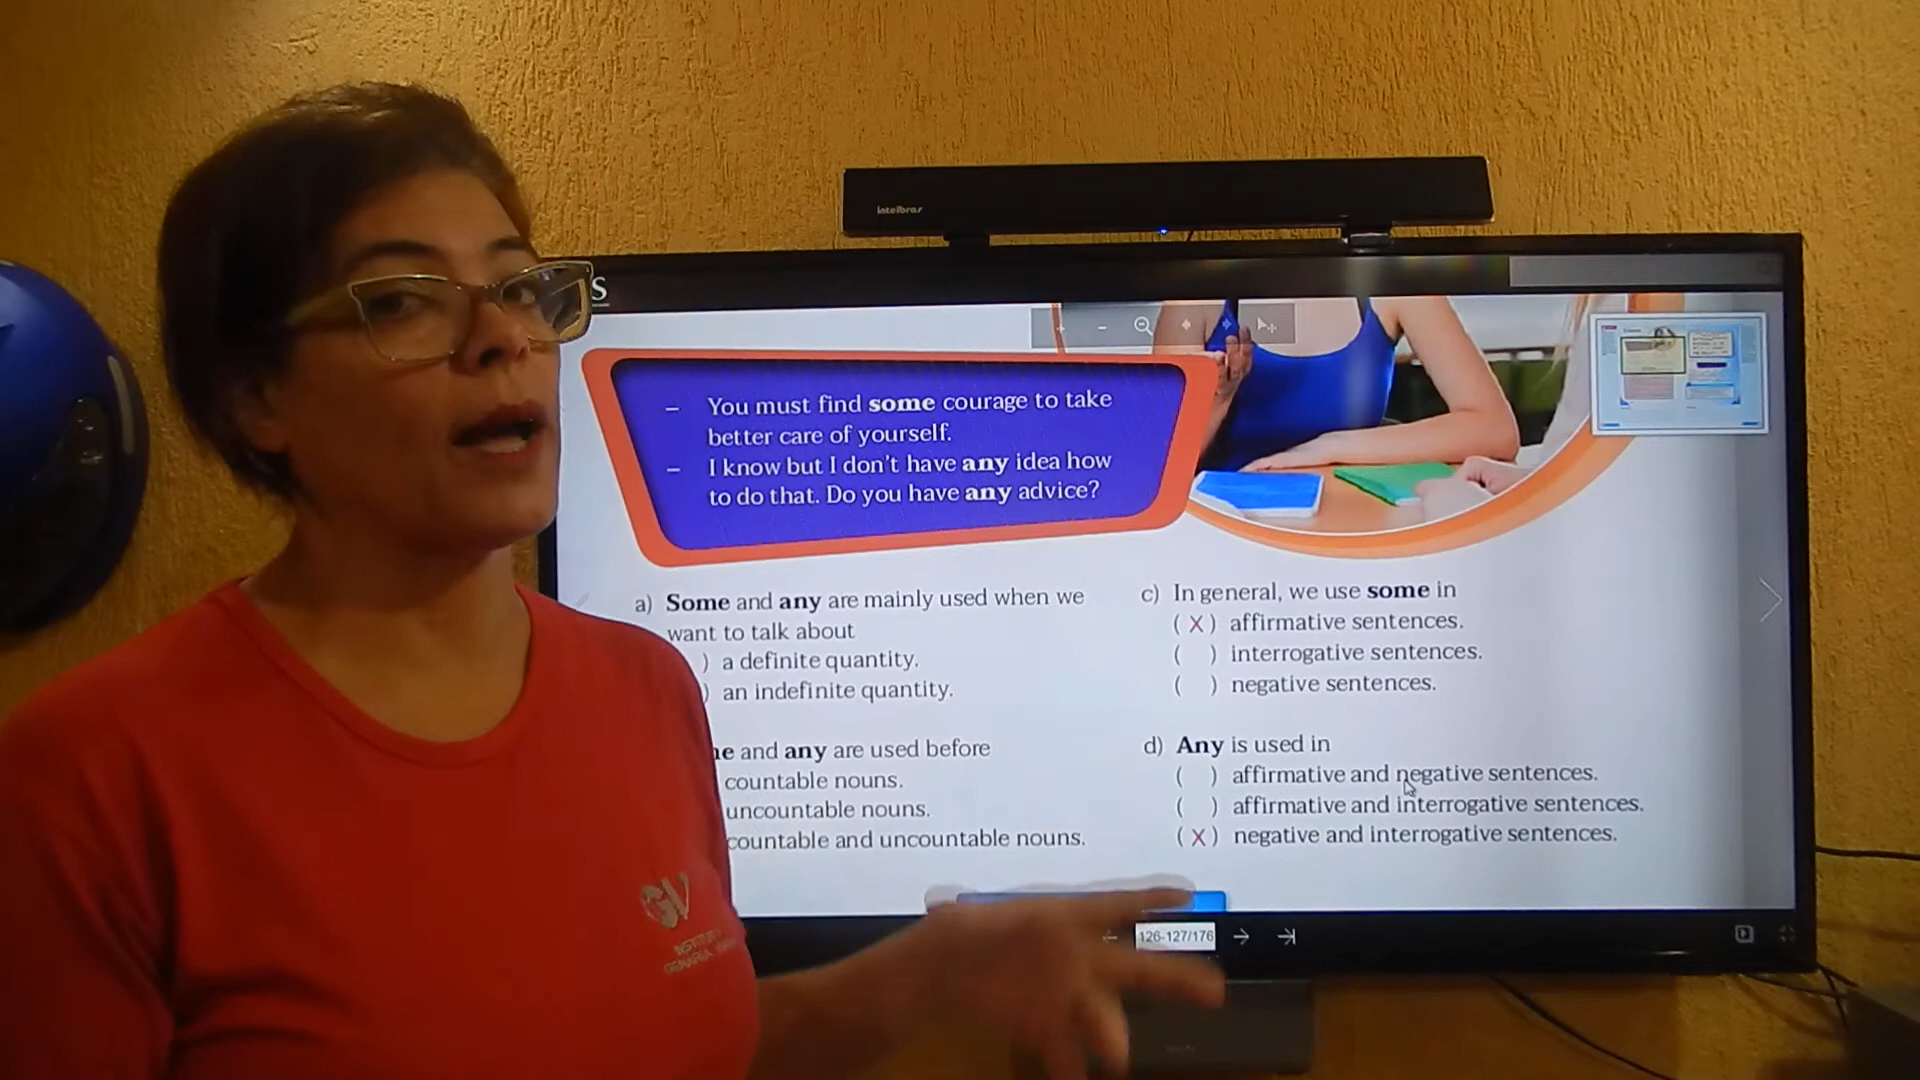 intelbras
S
– You must find some courage to take
better care of yourself.
– I know but I don't have any idea how
to do that. Do you have any advice?
a) Some and any are mainly used when we
want to talk about
) a definite quantity.
) an indefinite quantity.
ne and any are used before
countable nouns.
uncountable nouns.
countable and uncountable nouns.
c) In general, we use some in
( X ) affirmative sentences.
( ) interrogative sentences.
( ) negative sentences.
d) Any is used in
( ) affirmative and negative sentences.
( ) affirmative and interrogative sentences.
( X ) negative and interrogative sentences.
126-127/176
GV